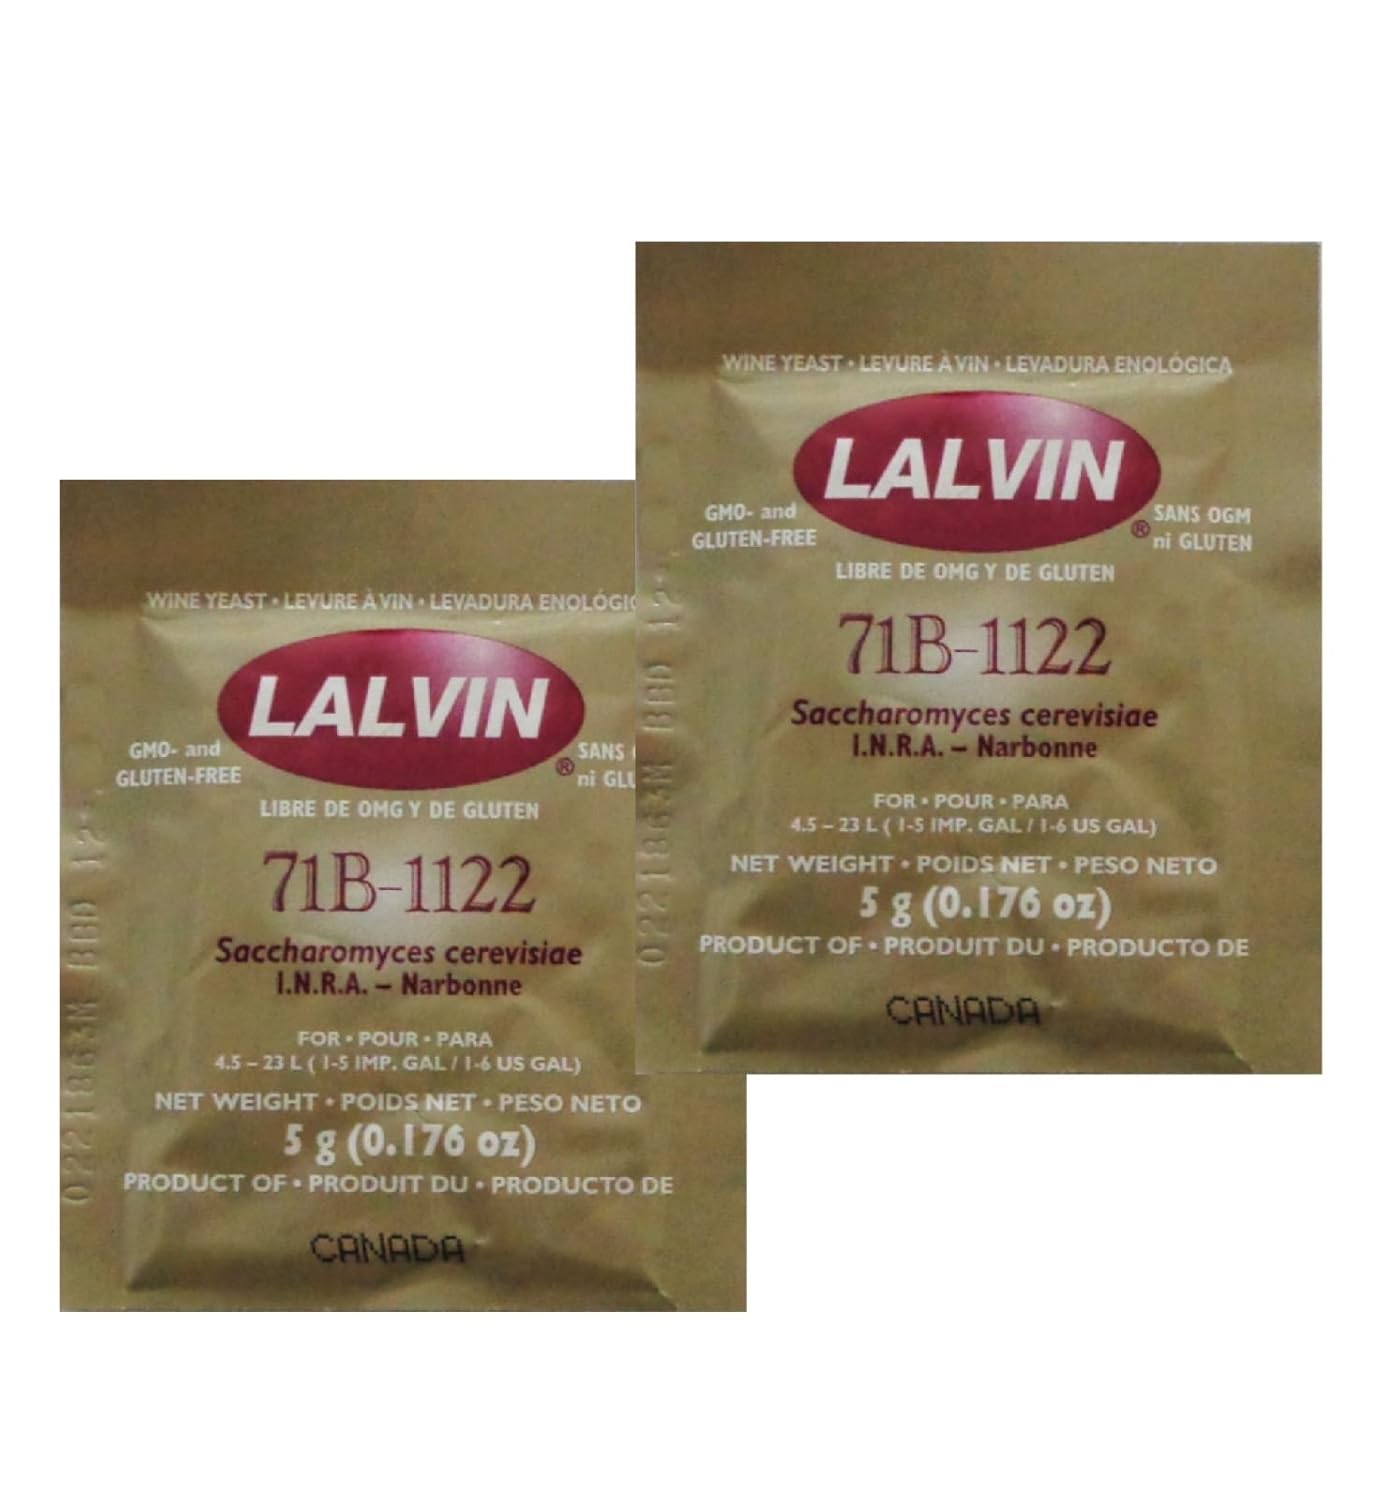 WINE YEAST • LEVURE À VIN • LEVADURA ENOLÓGICA
LALVIN®
GMO- and
GLUTEN-FREE
SANS OGM
ni GLUTEN
LIBRE DE OMG Y DE GLUTEN
71B-1122
Saccharomyces cerevisiae
I.N.R.A. – Narbonne
FOR • POUR • PARA
4.5 – 23 L ( 1-5 IMP. GAL / 1-6 US GAL)
NET WEIGHT • POIDS NET • PESO NETO
5 g (0.176 oz)
PRODUCT OF • PRODUIT DU • PRODUCTO DE
CANADA
WINE YEAST • LEVURE À VIN • LEVADURA
LALVIN®
GMO- and
GLUTEN-FREE
SANS
ni
LIBRE DE OMG Y DE GLUTEN
71B-1122
Saccharomyces cerevisiae
I.N.R.A. – Narbonne
FOR • POUR • PARA
4.5 – 23 L ( 1-5 IMP. GAL / 1-6 US GAL)
NET WEIGHT • POIDS NET • PESO NETO
5 g (0.176 oz)
PRODUCT OF • PRODUIT DU • PRODUCTO DE
CANADA